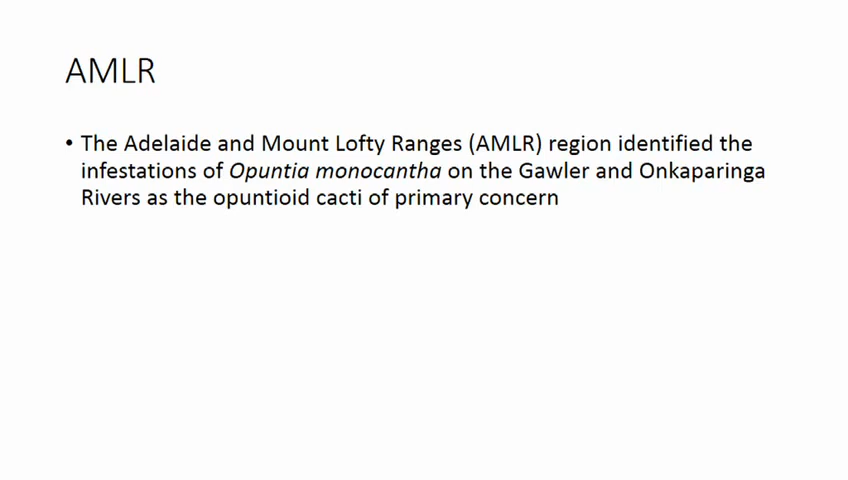 AMLR
• The Adelaide and Mount Lofty Ranges (AMLR) region identified the
infestations of Opuntia monocantha on the Gawler and Onkaparinga
Rivers as the opuntioid cacti of primary concern